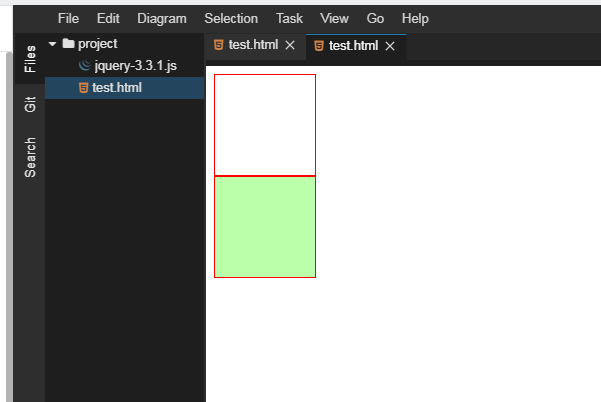 File Edit Diagram Selection Task View Go Help
Files
Git
Search
project
jquery-3.3.1.js
test.html
test.html
test.html